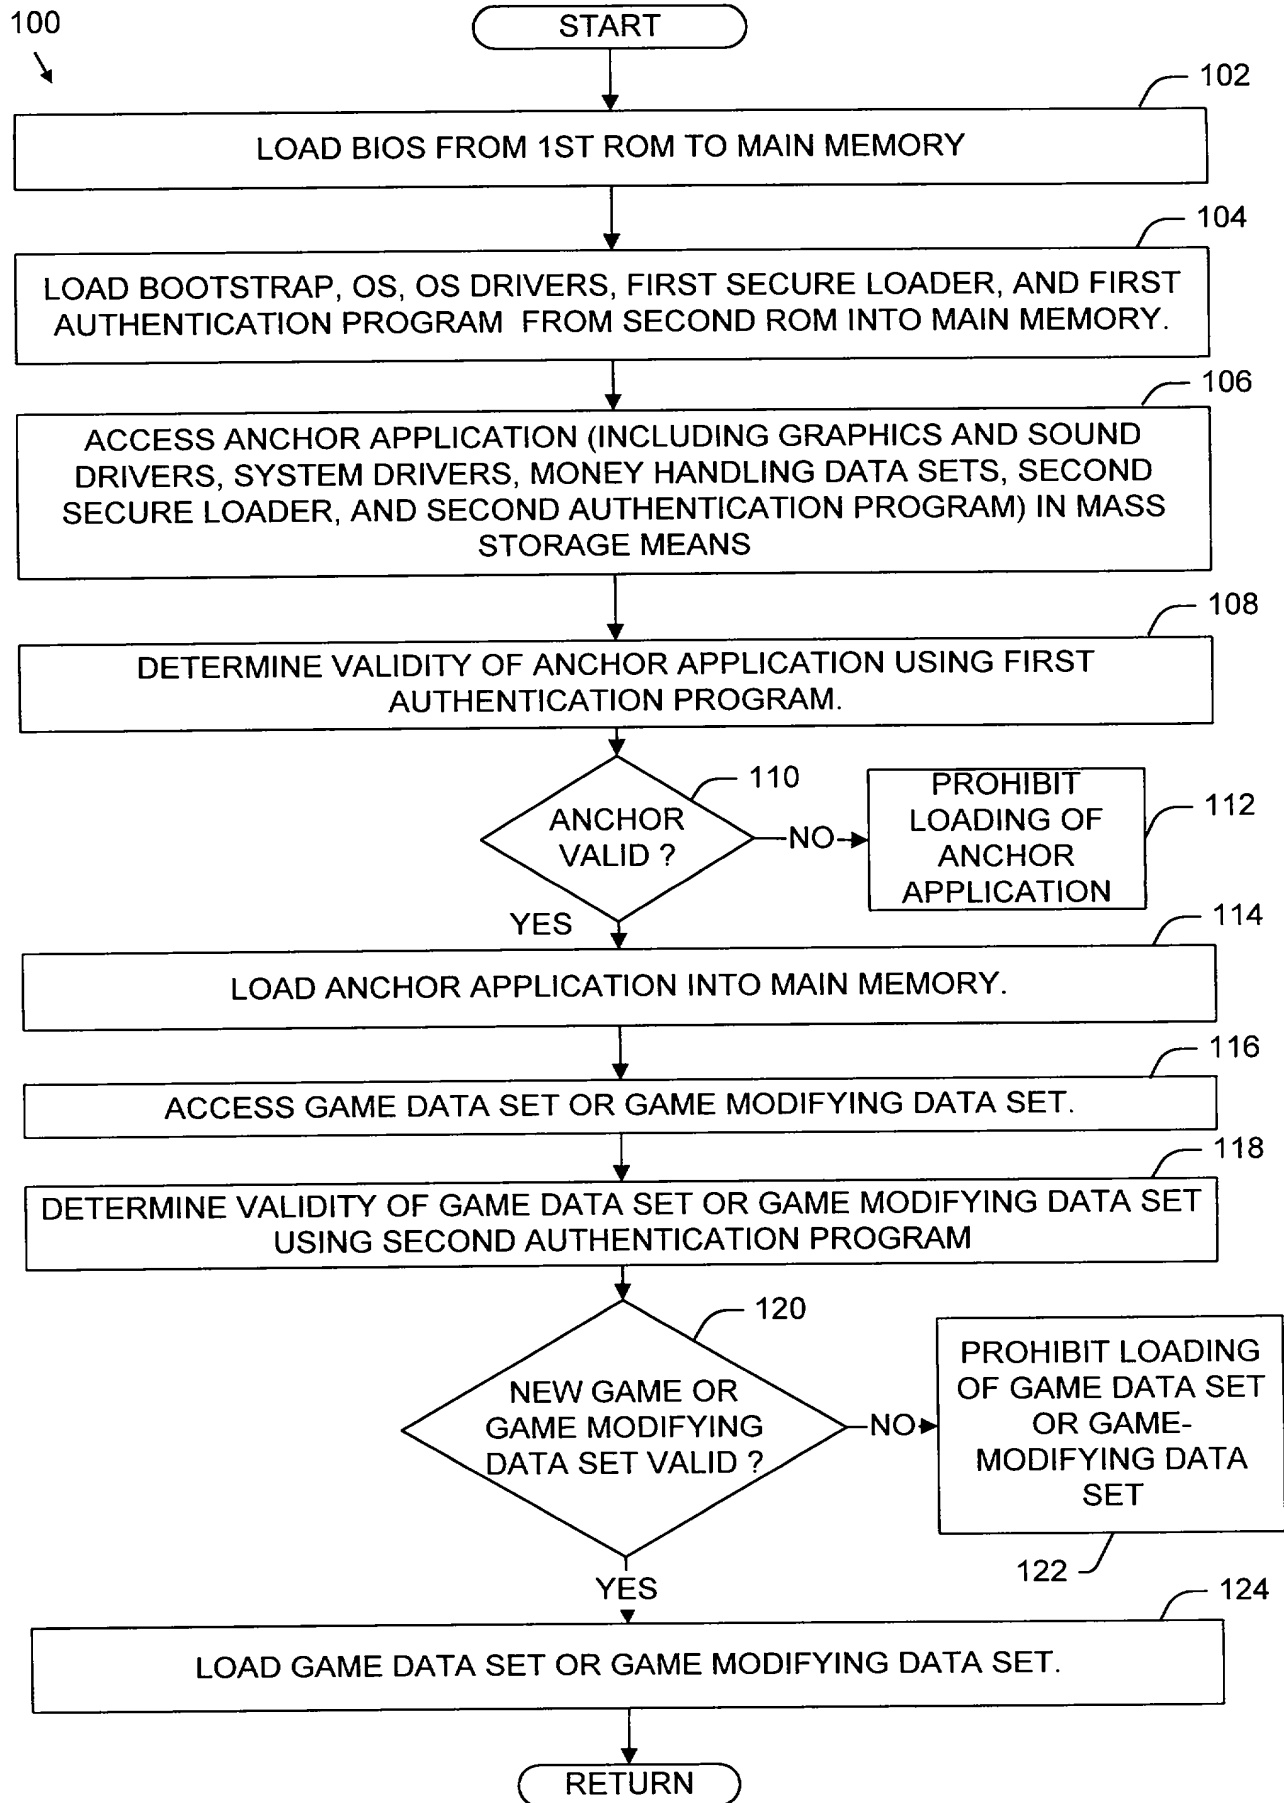 100
START
102
LOAD BIOS FROM 1ST ROM TO MAIN MEMORY
104
LOAD BOOTSTRAP, OS, OS DRIVERS, FIRST SECURE LOADER, AND FIRST
AUTHENTICATION PROGRAM FROM SECOND ROM INTO MAIN MEMORY.
106
ACCESS ANCHOR APPLICATION (INCLUDING GRAPHICS AND SOUND
DRIVERS, SYSTEM DRIVERS, MONEY HANDLING DATA SETS, SECOND
SECURE LOADER, AND SECOND AUTHENTICATION PROGRAM) IN MASS
STORAGE MEANS
108
DETERMINE VALIDITY OF ANCHOR APPLICATION USING FIRST
AUTHENTICATION PROGRAM.
110
ANCHOR
VALID ?
NO
PROHIBIT
LOADING OF
ANCHOR
APPLICATION
112
YES
114
LOAD ANCHOR APPLICATION INTO MAIN MEMORY.
116
ACCESS GAME DATA SET OR GAME MODIFYING DATA SET.
118
DETERMINE VALIDITY OF GAME DATA SET OR GAME MODIFYING DATA SET
USING SECOND AUTHENTICATION PROGRAM
120
NEW GAME OR
GAME MODIFYING
DATA SET VALID ?
NO
PROHIBIT LOADING
OF GAME DATA SET
OR GAME-
MODIFYING DATA
SET
122
YES
124
LOAD GAME DATA SET OR GAME MODIFYING DATA SET.
RETURN